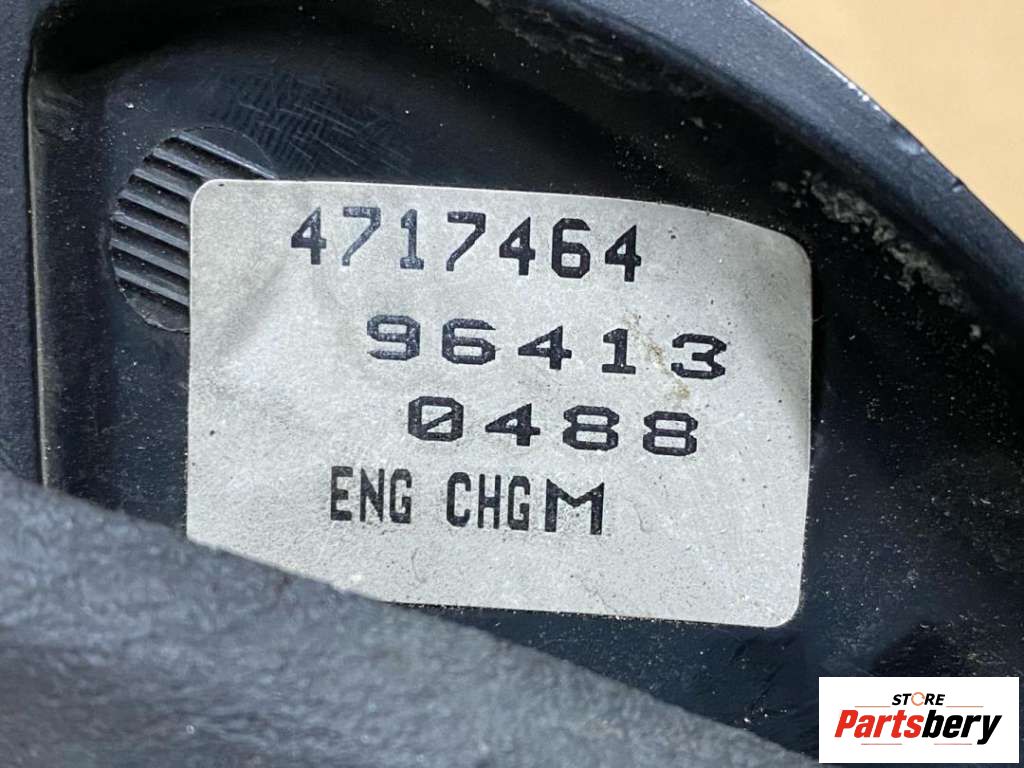 4717464
96413
0488
ENG CHG M
STORE
Partsbery